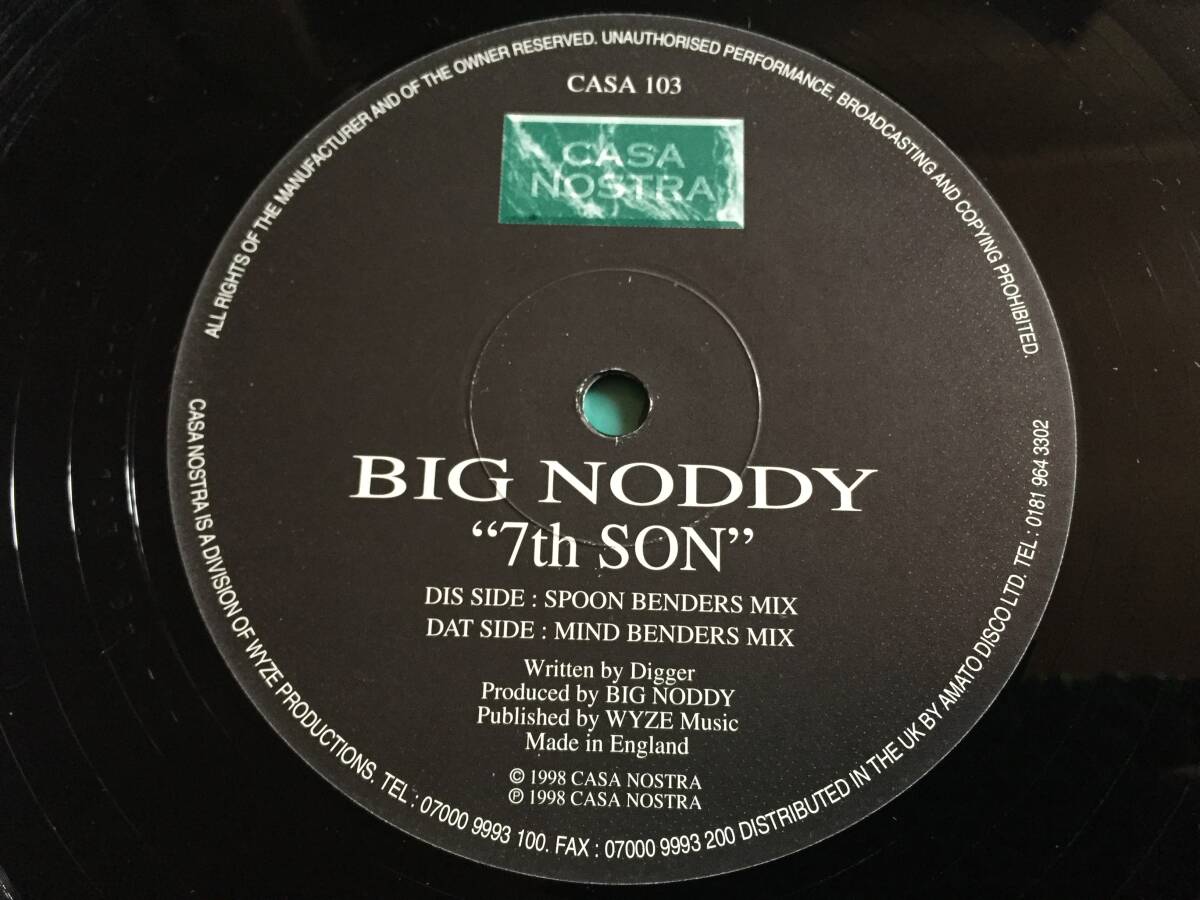 ALL RIGHTS OF THE MANUFACTURER AND OF THE OWNER RESERVED. UNAUTHORISED PERFORMANCE, BROADCASTING AND COPYING PROHIBITED.
CASA 103
CASA
NOSTRA
BIG NODDY
“7th SON”
DIS SIDE : SPOON BENDERS MIX
DAT SIDE : MIND BENDERS MIX
Written by Digger
Produced by BIG NODDY
Published by WYZE Music
Made in England
© 1998 CASA NOSTRA
℗ 1998 CASA NOSTRA
CASA NOSTRA IS A DIVISION OF WYZE PRODUCTIONS. TEL : 07000 9993 100. FAX : 07000 9993 200 DISTRIBUTED IN THE UK BY AMATO DISCO LTD. TEL : 0181 964 3302